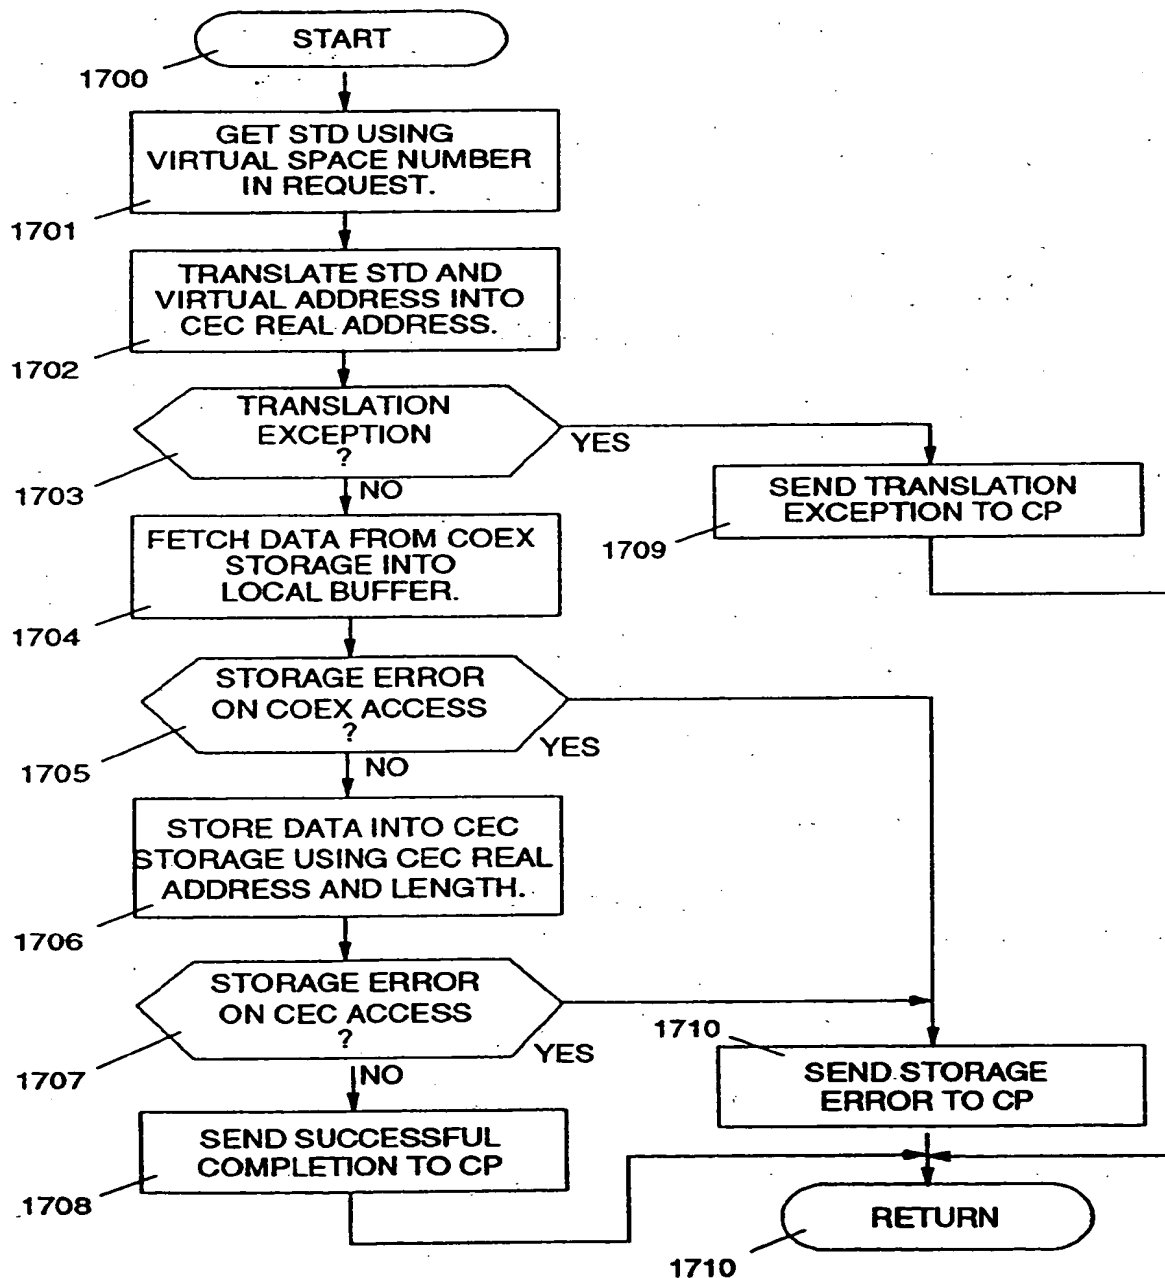 START
1700
GET STD USING
VIRTUAL SPACE NUMBER
IN REQUEST.
1701
TRANSLATE STD AND
VIRTUAL ADDRESS INTO
CEC REAL ADDRESS.
1702
TRANSLATION
EXCEPTION
?
YES
1703
NO
SEND TRANSLATION
EXCEPTION TO CP
1709
FETCH DATA FROM COEX
STORAGE INTO
LOCAL BUFFER.
1704
STORAGE ERROR
ON COEX ACCESS
?
YES
1705
NO
STORE DATA INTO CEC
STORAGE USING CEC REAL
ADDRESS AND LENGTH.
1706
STORAGE ERROR
ON CEC ACCESS
?
YES
1707
NO
1710
SEND STORAGE
ERROR TO CP
SEND SUCCESSFUL
COMPLETION TO CP
1708
RETURN
1710